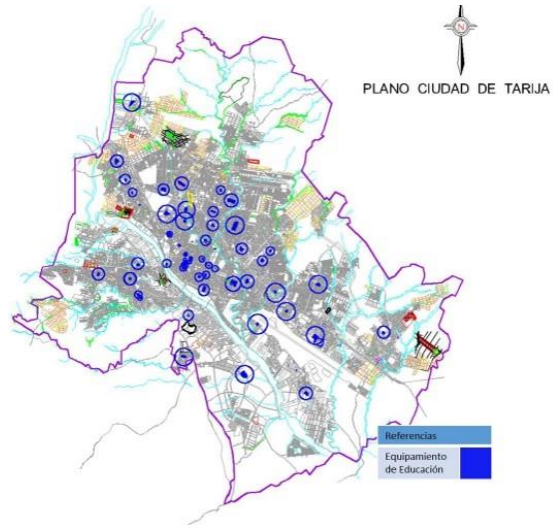 N
PLANO CIUDAD DE TARIJA
Referencias
Equipamiento
de Educación